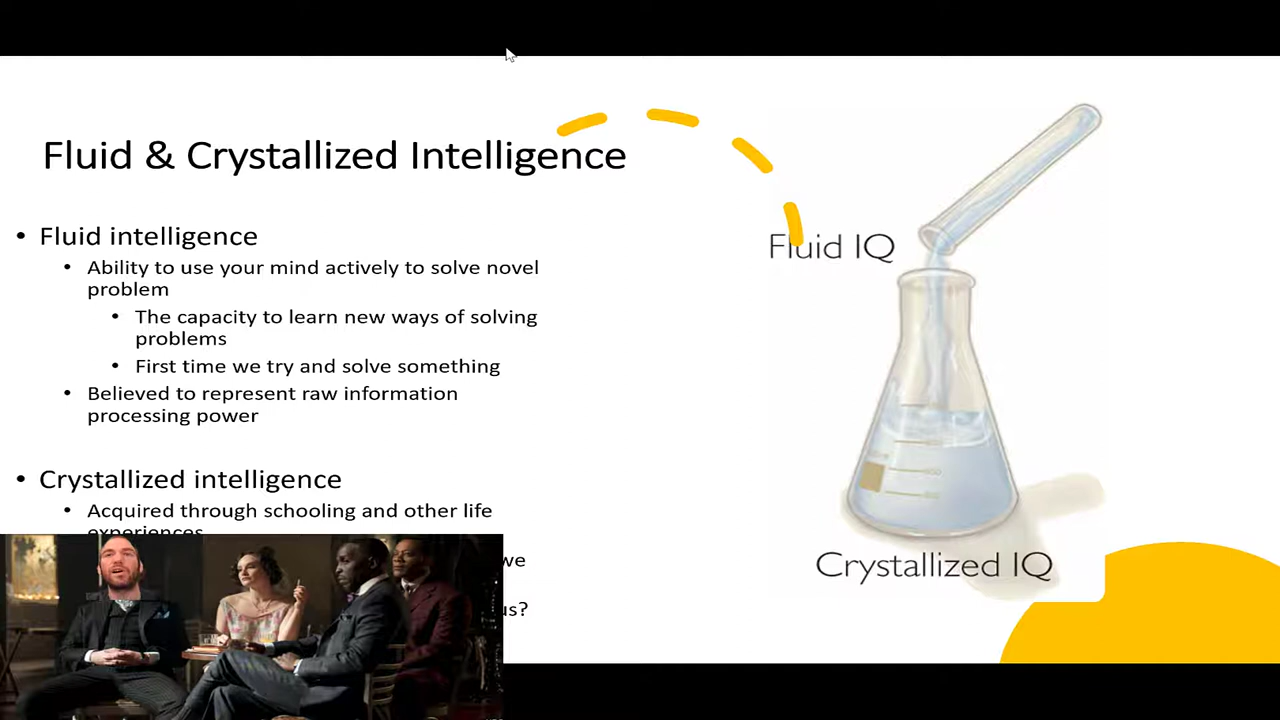 Fluid & Crystallized Intelligence
• Fluid intelligence
• Ability to use your mind actively to solve novel
problem
• The capacity to learn new ways of solving
problems
• First time we try and solve something
• Believed to represent raw information
processing power
• Crystallized intelligence
• Acquired through schooling and other life
experiences
we
us?
Fluid IQ
Crystallized IQ